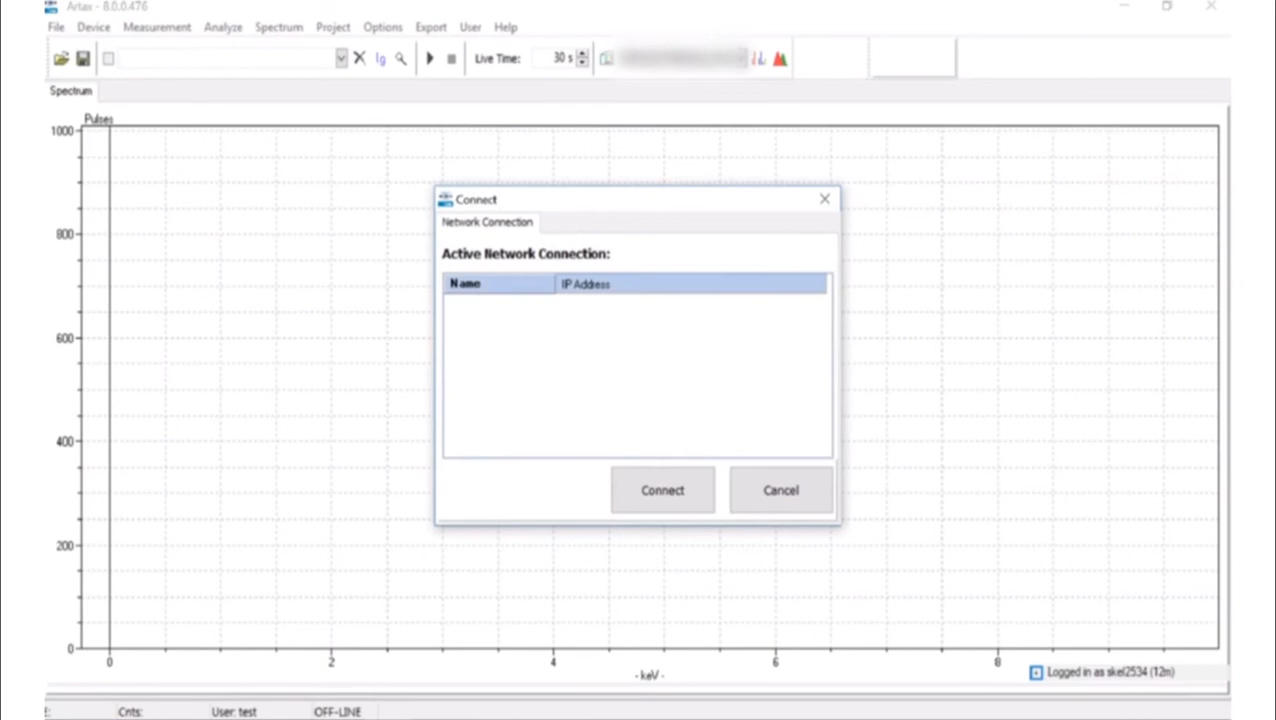 Artax - 8.0.0.476
File Device Measurement Analyze Spectrum Project Options Export User Help
lg Live Time: 30 s
Spectrum
Pulses
1000
800
600
400
200
0
0 2 4 6 8
- keV -
Connect
Network Connection
Active Network Connection:
Name IP Address
Connect Cancel
Logged in as skel2534 (12m)
Cnts: User: test OFF-LINE